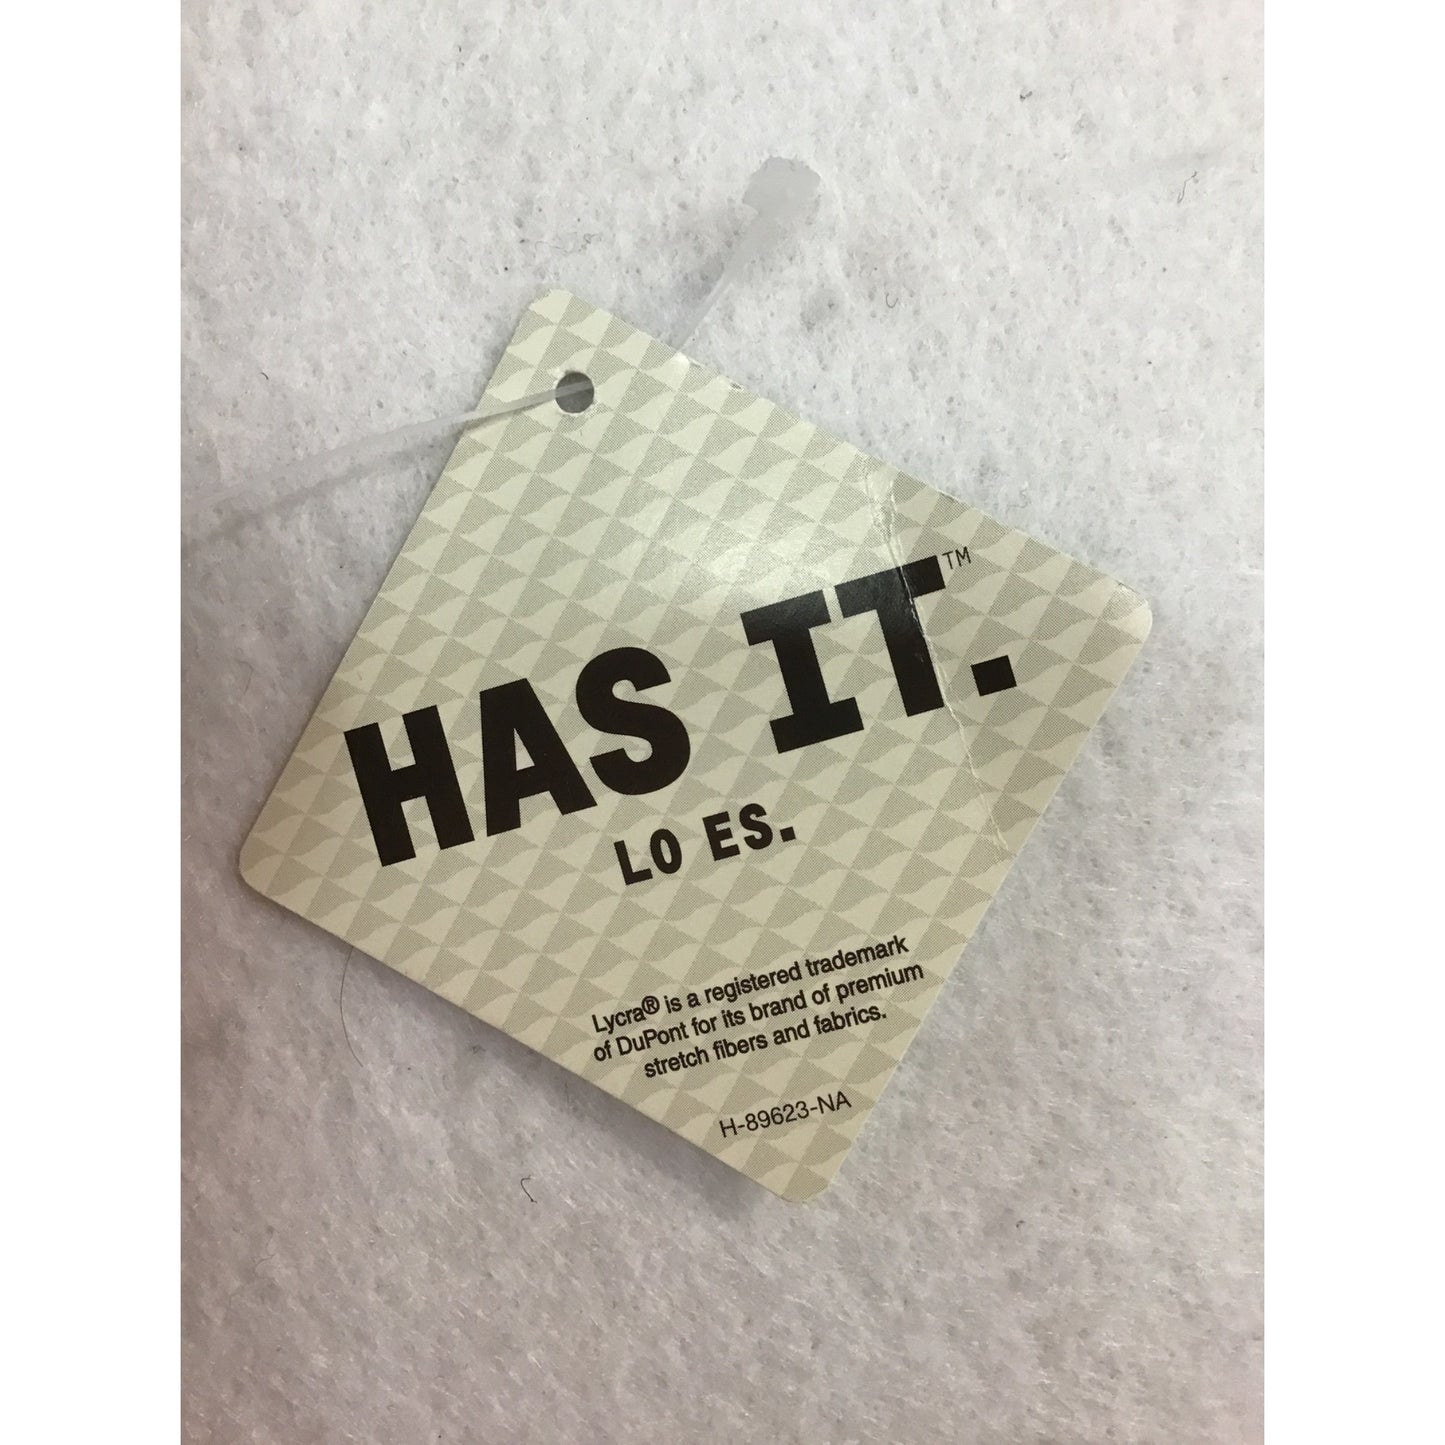 HAS IT.™
LO ES.
Lycra® is a registered trademark
of DuPont for its brand of premium
stretch fibers and fabrics.
H-89623-NA